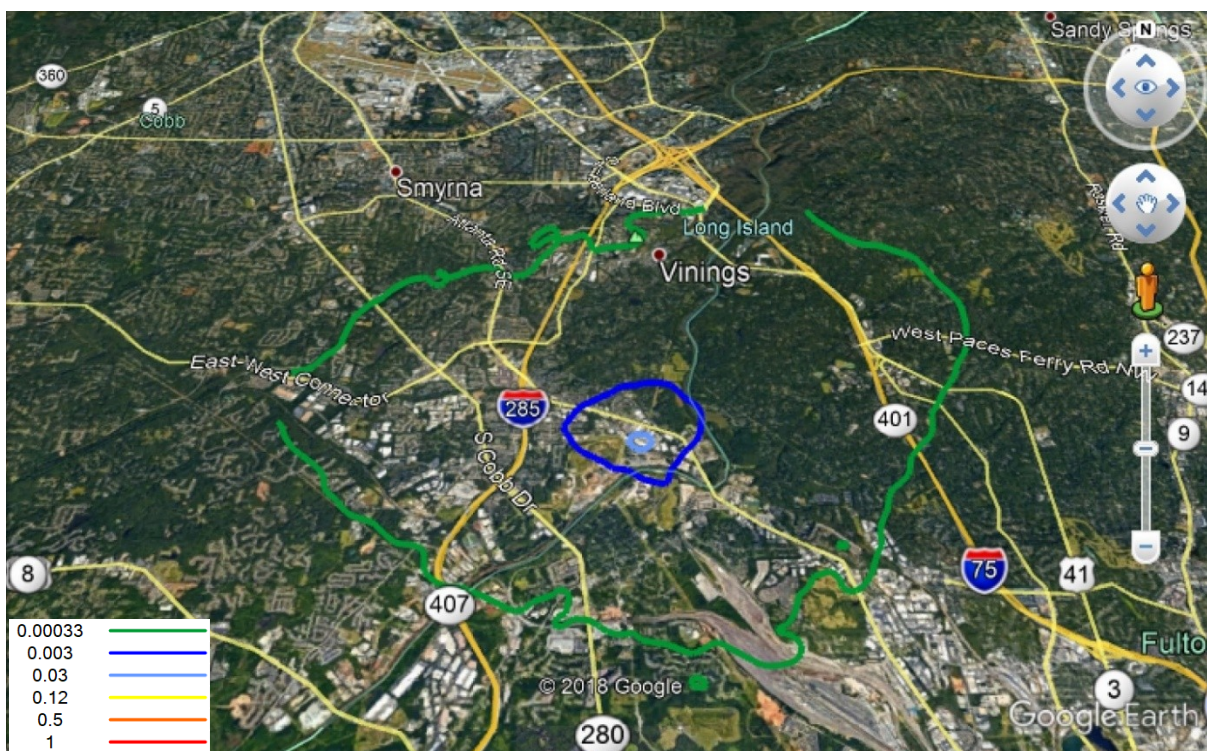 Sandy Springs
N
360
5
Cobb
Smyrna
Atlanta Rd SE
Blvd
Long Island
Vinings
237
West Paces Ferry Rd NW
East-West Connector
14
285
401
9
S Cobb Dr
8
75
41
407
0.00033
0.003
0.03
0.12
0.5
1
Fulto
© 2018 Google
3
Google Earth
280